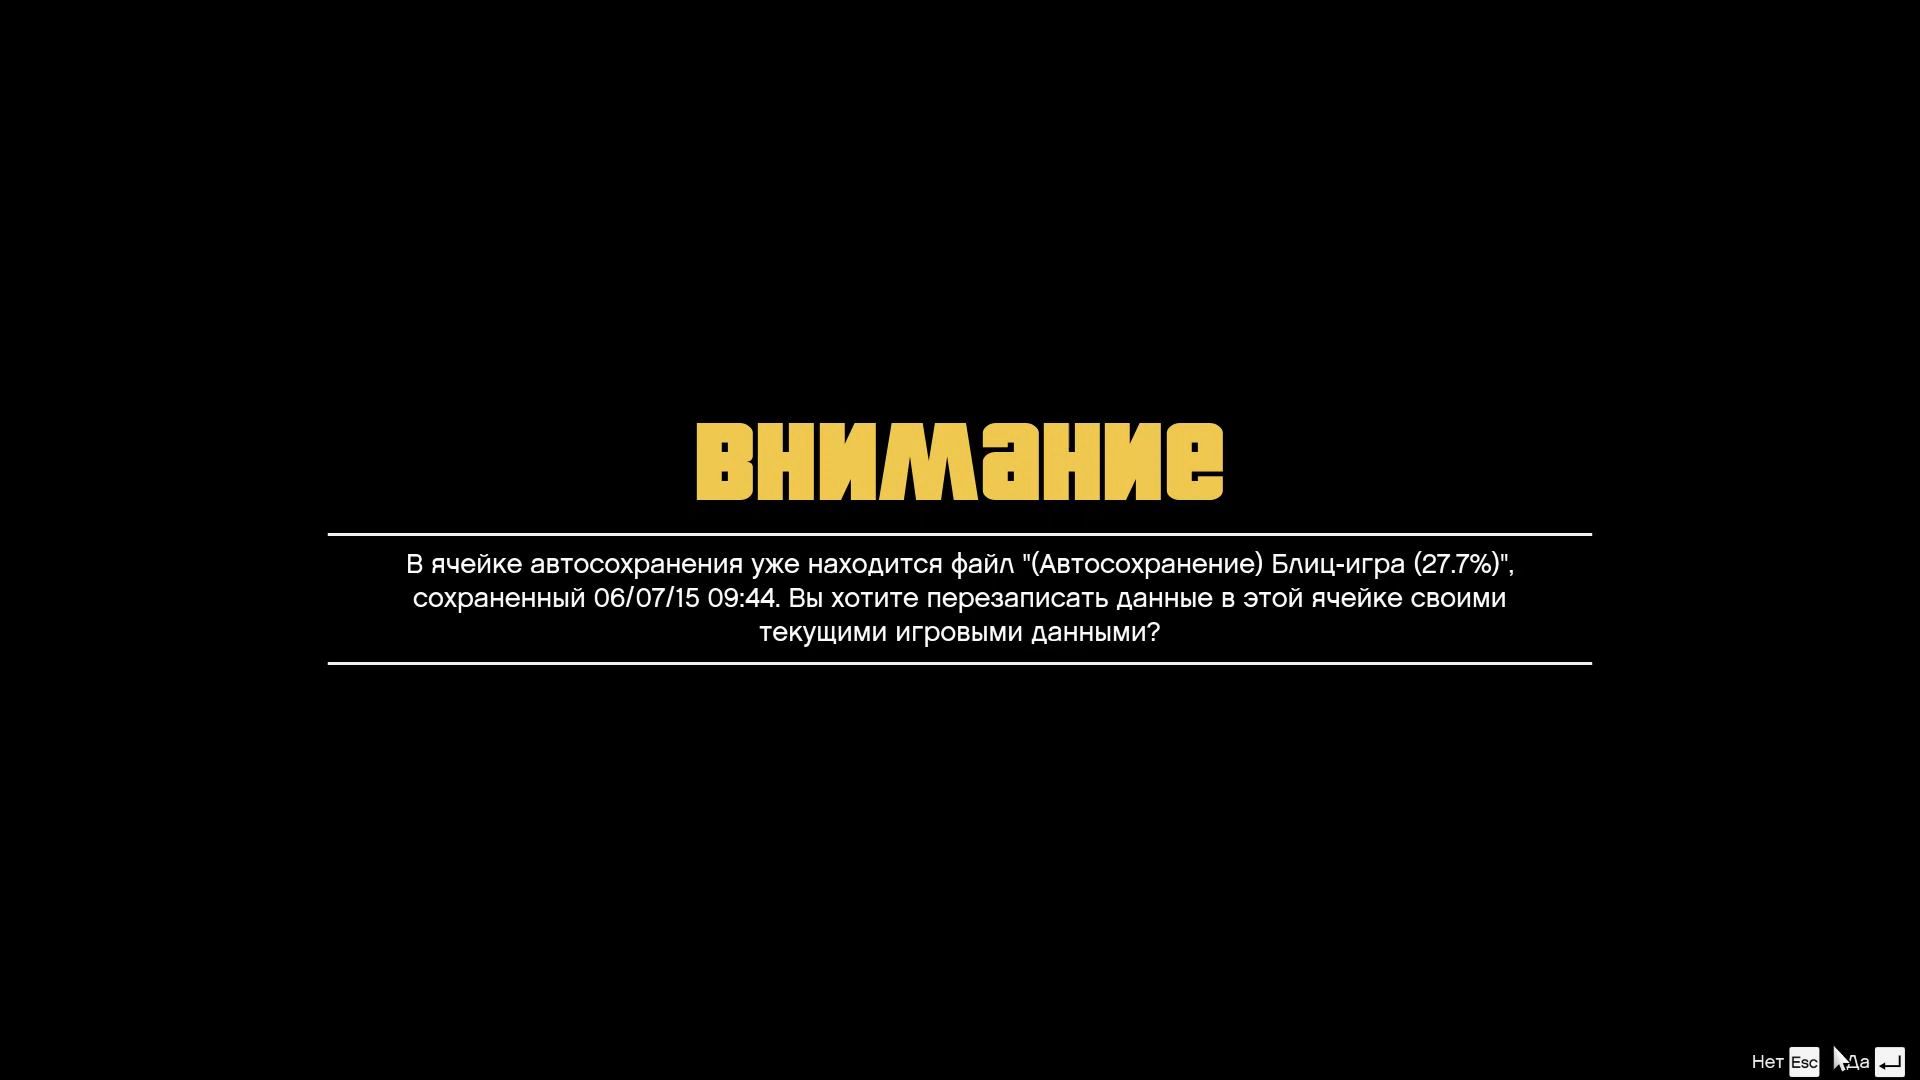 внимание
В ячейке автосохранения уже находится файл "(Автосохранение) Блиц-игра (27.7%)",
сохраненный 06/07/15 09:44. Вы хотите перезаписать данные в этой ячейке своими
текущими игровыми данными?
Нет Esc Да